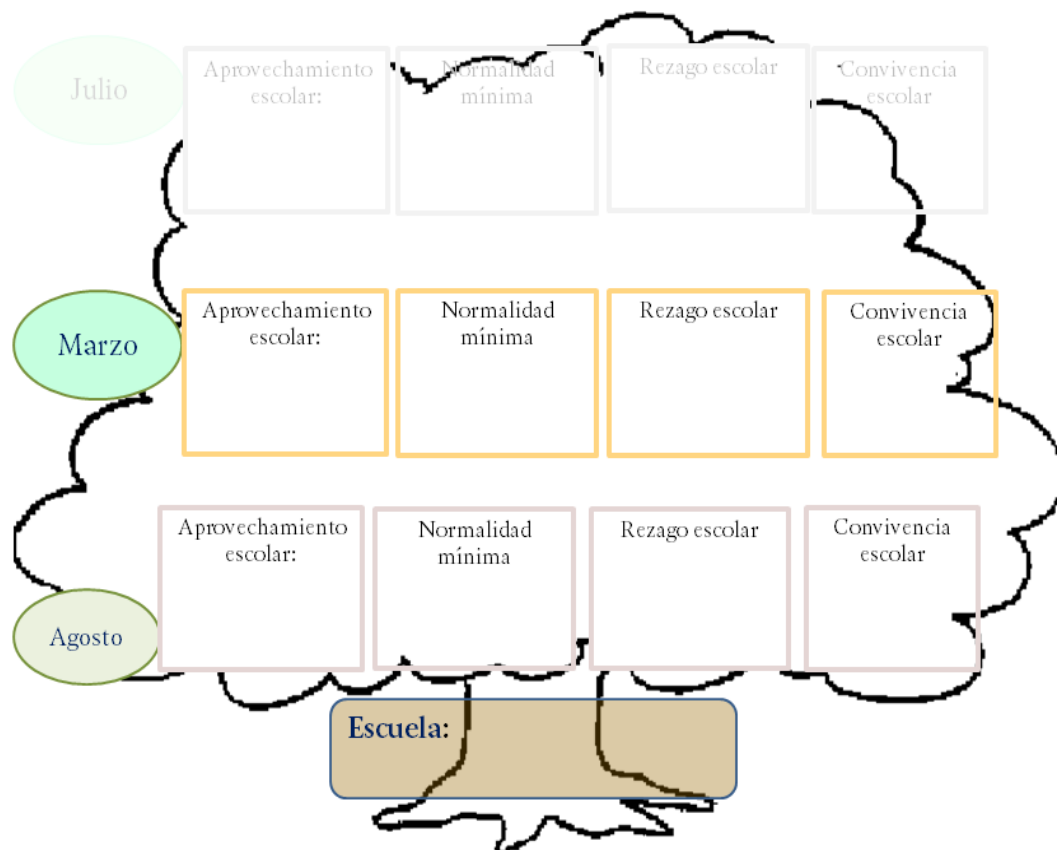 Julio
Aprovechamiento
escolar:
Normalidad
mínima
Rezago escolar
Convivencia
escolar
Marzo
Aprovechamiento
escolar:
Normalidad
mínima
Rezago escolar
Convivencia
escolar
Agosto
Aprovechamiento
escolar:
Normalidad
mínima
Rezago escolar
Convivencia
escolar
Escuela: